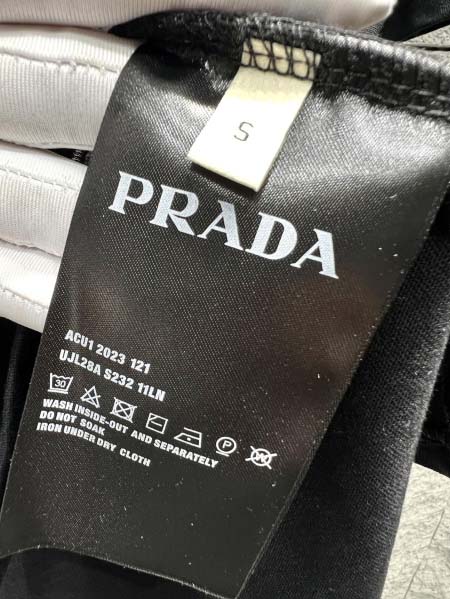 S
PRADA
ACU1 2023 121
UJL28A S232 11LN
30
P W
WASH INSIDE-OUT AND SEPARATELY
DO NOT SOAK
IRON UNDER DRY CLOTH